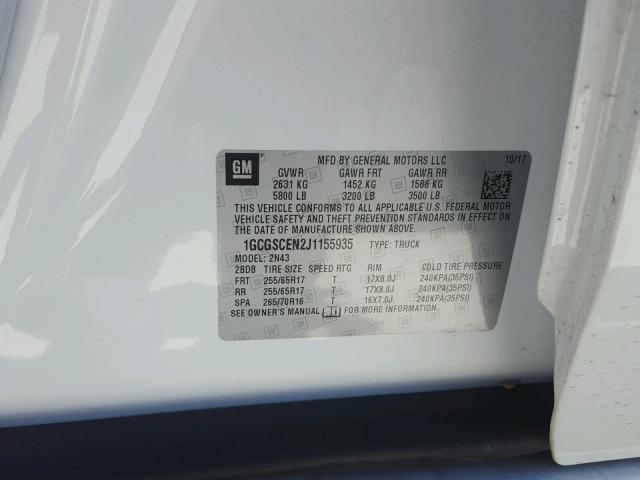 GM
MFD BY GENERAL MOTORS LLC 10/17
GVWR GAWR FRT GAWR RR
2631 KG 1452 KG 1588 KG
5800 LB 3200 LB 3500 LB
THIS VEHICLE CONFORMS TO ALL APPLICABLE U.S. FEDERAL MOTOR
VEHICLE SAFETY AND THEFT PREVENTION STANDARDS IN EFFECT
ON THE DATE OF MANUFACTURE SHOWN ABOVE.
1GCGSCEN2J1155935 TYPE: TRUCK
MODEL: 2N43
2BDB TIRE SIZE SPEED RTG RIM COLD TIRE PRESSURE
FRT 255/65R17 T 17X8.0J 240KPA(35PSI)
RR 255/65R17 T 17X8.0J 240KPA(35PSI)
SPA 265/70R16 T 16X7.0J 240KPA(35PSI)
SEE OWNER'S MANUAL FOR MORE INFORMATION.